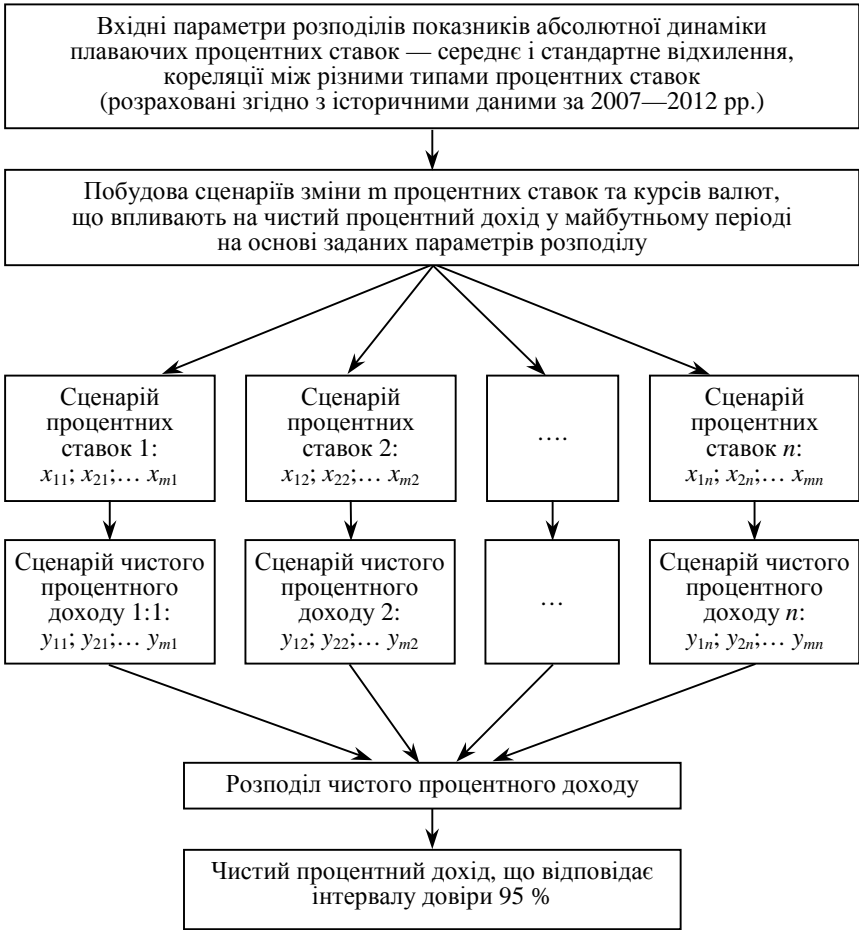 Вхідні параметри розподілів показників абсолютної динаміки
плаваючих процентних ставок — середнє і стандартне відхилення,
кореляції між різними типами процентних ставок
(розраховані згідно з історичними даними за 2007—2012 рр.)
Побудова сценаріїв зміни m процентних ставок та курсів валют,
що впливають на чистий процентний дохід у майбутньому періоді
на основі заданих параметрів розподілу
Сценарій
процентних
ставок 1:
x11; x21;… xm1
Сценарій
процентних
ставок 2:
x12; x22;… xm2
….
Сценарій
процентних
ставок n:
x1n; x2n;… xmn
Сценарій чистого
процентного
доходу 1:1:
y11; y21;… ym1
Сценарій чистого
процентного
доходу 2:
y12; y22;… ym2
…
Сценарій чистого
процентного
доходу n:
y1n; y2n;… ymn
Розподіл чистого процентного доходу
Чистий процентний дохід, що відповідає
інтервалу довіри 95 %